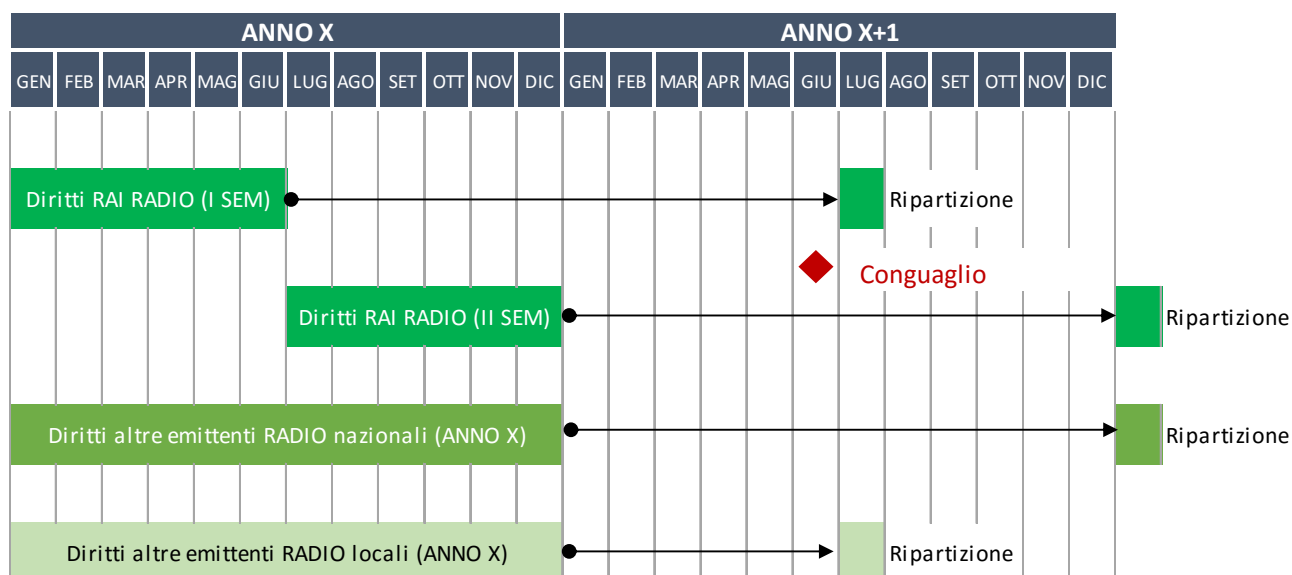 ANNO X ANNO X+1
GEN FEB MAR APR MAG GIU LUG AGO SET OTT NOV DIC GEN FEB MAR APR MAG GIU LUG AGO SET OTT NOV DIC
Diritti RAI RADIO (I SEM) Ripartizione
Conguaglio
Diritti RAI RADIO (II SEM) Ripartizione
Diritti altre emittenti RADIO nazionali (ANNO X) Ripartizione
Diritti altre emittenti RADIO locali (ANNO X) Ripartizione